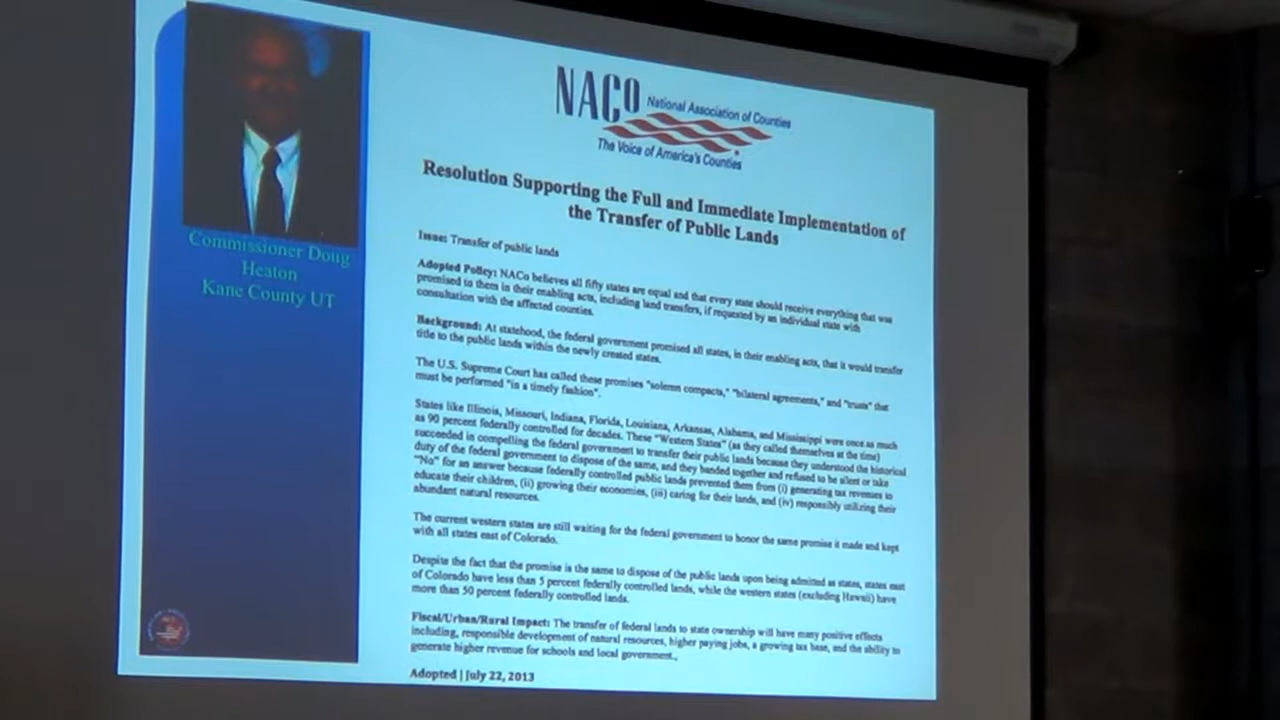 Commissioner Doug
Heaton
Kane County UT
NACO
National Association of Counties
The Voice of America's Counties
Resolution Supporting the Full and Immediate Implementation of
the Transfer of Public Lands
Issue: Transfer of public lands
Adopted Policy: NACo believes all fifty states are equal and that every state should receive everything that was
promised to them in their enabling acts, including land transfers, if requested by an individual state with
consultation with the affected counties.
Background: At statehood, the federal government promised all states, in their enabling acts, that it would transfer
title to the public lands within the newly created states.
The U.S. Supreme Court has called these promises "solemn compacts," "bilateral agreements," and "trusts" that
must be performed "in a timely fashion".
States like Illinois, Missouri, Indiana, Florida, Louisiana, Arkansas, Alabama, and Mississippi were once as much
as 90 percent federally controlled for decades. These "Western States" (as they called themselves at the time)
succeeded in compelling the federal government to transfer their public lands because they understood the historical
duty of the federal government to dispose of the same, and they banded together and refused to be silent or take
"No" for an answer because federally controlled public lands prevented them from (i) generating tax revenues to
educate their children, (ii) growing their economies, (iii) caring for their lands, and (iv) responsibly utilizing their
abundant natural resources.
The current western states are still waiting for the federal government to honor the same promise it made and kept
with all states east of Colorado.
Despite the fact that the promise is the same to dispose of the public lands upon being admitted as states, states east
of Colorado have less than 5 percent federally controlled lands, while the western states (excluding Hawaii) have
more than 50 percent federally controlled lands.
Fiscal/Urban/Rural Impact: The transfer of federal lands to state ownership will have many positive effects
including, responsible development of natural resources, higher paying jobs, a growing tax base, and the ability to
generate higher revenue for schools and local government.,
Adopted | July 22, 2013